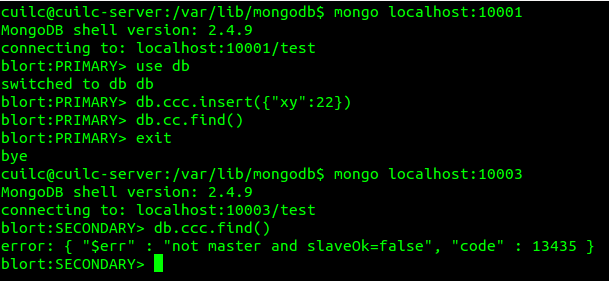 cuilc@cuilc-server:/var/lib/mongodb$ mongo localhost:10001
MongoDB shell version: 2.4.9
connecting to: localhost:10001/test
blort:PRIMARY> use db
switched to db db
blort:PRIMARY> db.ccc.insert({"xy":22})
blort:PRIMARY> db.cc.find()
blort:PRIMARY> exit
bye
cuilc@cuilc-server:/var/lib/mongodb$ mongo localhost:10003
MongoDB shell version: 2.4.9
connecting to: localhost:10003/test
blort:SECONDARY> db.ccc.find()
error: { "$err" : "not master and slaveOk=false", "code" : 13435 }
blort:SECONDARY>